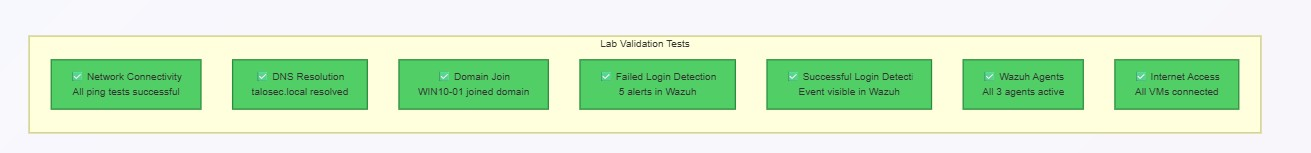 Lab Validation Tests
✅ Network Connectivity
All ping tests successful
✅ DNS Resolution
talosec.local resolved
✅ Domain Join
WIN10-01 joined domain
✅ Failed Login Detection
5 alerts in Wazuh
✅ Successful Login Detecti
Event visible in Wazuh
✅ Wazuh Agents
All 3 agents active
✅ Internet Access
All VMs connected